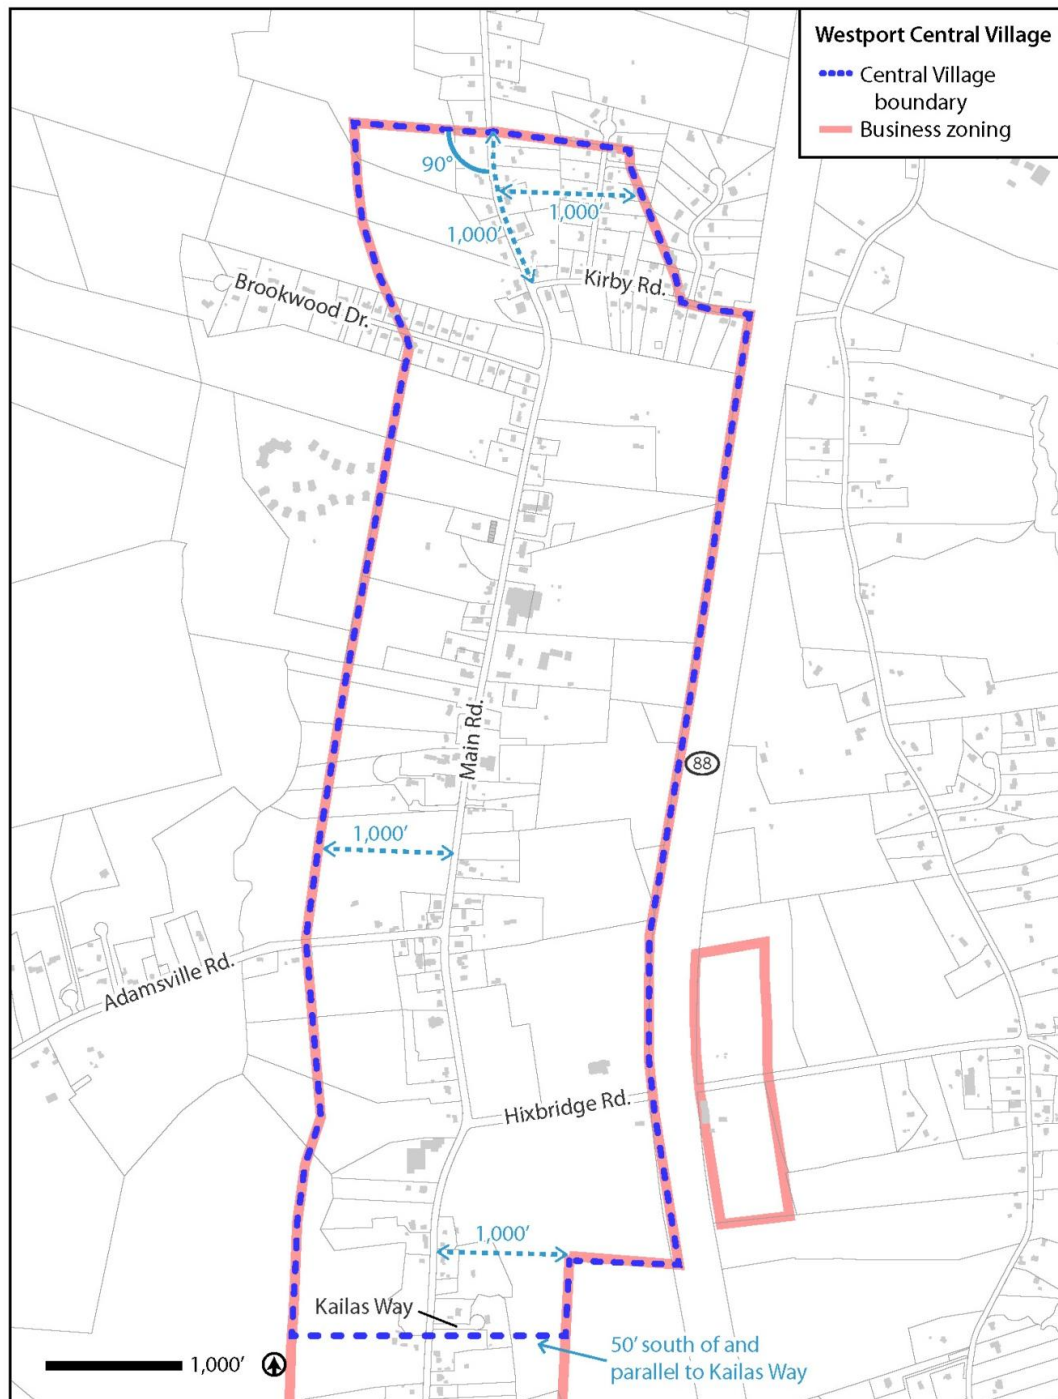 Westport Central Village
Central Village
boundary
Business zoning
90°
1,000'
1,000'
Kirby Rd.
Brookwood Dr.
Main Rd.
88
1,000'
Adamsville Rd.
Hixbridge Rd.
1,000'
Kailas Way
50' south of and
parallel to Kailas Way
1,000'